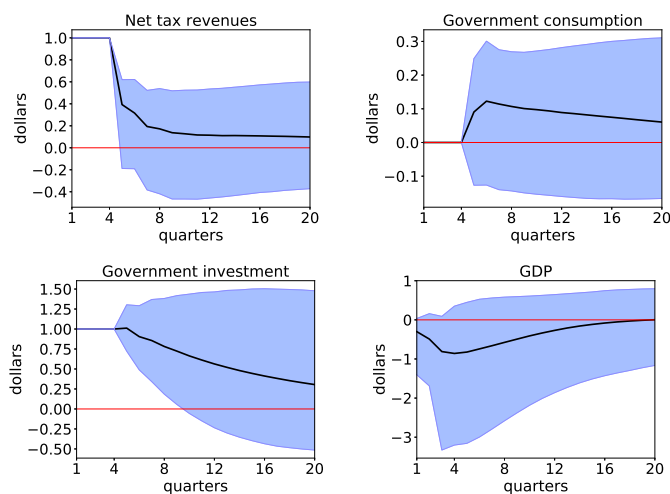 Net tax revenues
1.0
0.8
0.6
0.4
0.2
0.0
−0.2
−0.4
dollars
1 4 8 12 16 20
quarters
Government consumption
0.3
0.2
0.1
0.0
−0.1
dollars
1 4 8 12 16 20
quarters
Government investment
1.50
1.25
1.00
0.75
0.50
0.25
0.00
−0.25
−0.50
dollars
1 4 8 12 16 20
quarters
GDP
1
0
−1
−2
−3
dollars
1 4 8 12 16 20
quarters